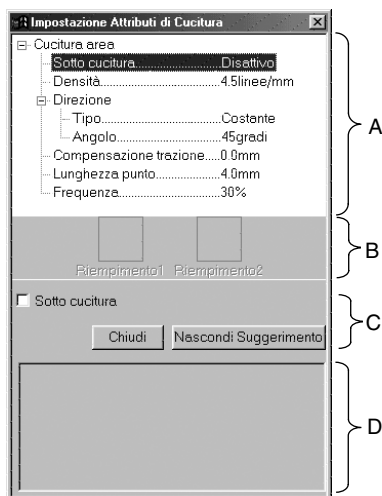 Impostazione Attributi di Cucitura
Cucitura area
Sotto cucitura..................Disattivo
Densità.........................4.5linee/mm
Direzione
Tipo........................Costante
Angolo.....................45gradi
Compensazione trazione.....0.0mm
Lunghezza punto..............4.0mm
Frequenza......................30%
A
Riempimento1 Riempimento2
B
Sotto cucitura
Chiudi Nascondi Suggerimento
C
D